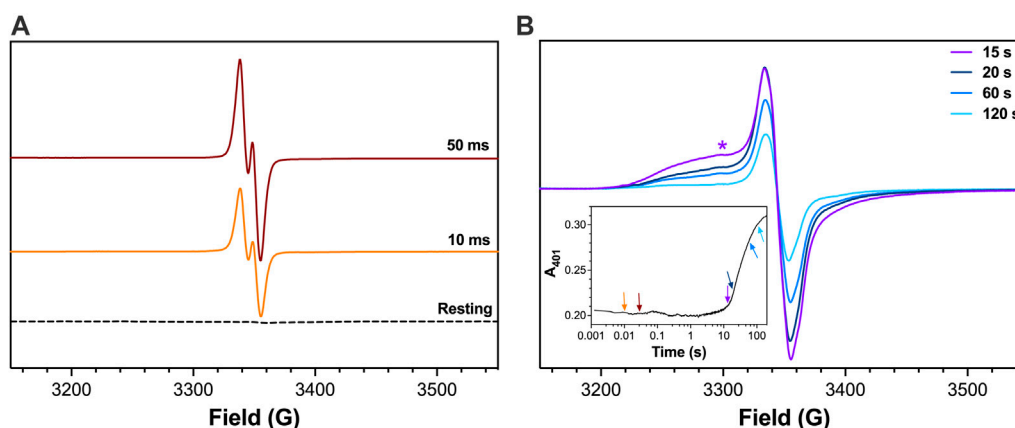 A
50 ms
10 ms
Resting
3200 3300 3400 3500
Field (G)
B
15 s
20 s
60 s
120 s
*
A401
0.30
0.25
0.20
0.001 0.01 0.1 1 10 100
Time (s)
3200 3300 3400 3500
Field (G)